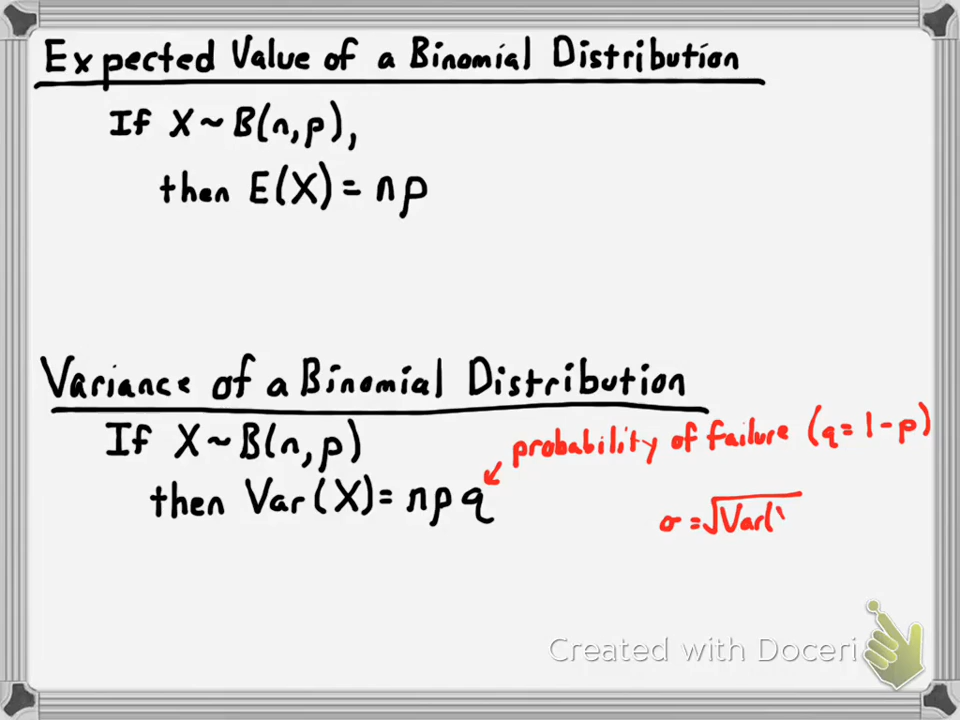 Expected Value of a Binomial Distribution
If X ~ B(n, p),
then E(X) = np
Variance of a Binomial Distribution
If X ~ B(n, p)
probability of failure (q = 1 - p)
then Var(X) = npq
σ = √Var(
Created with Doceri